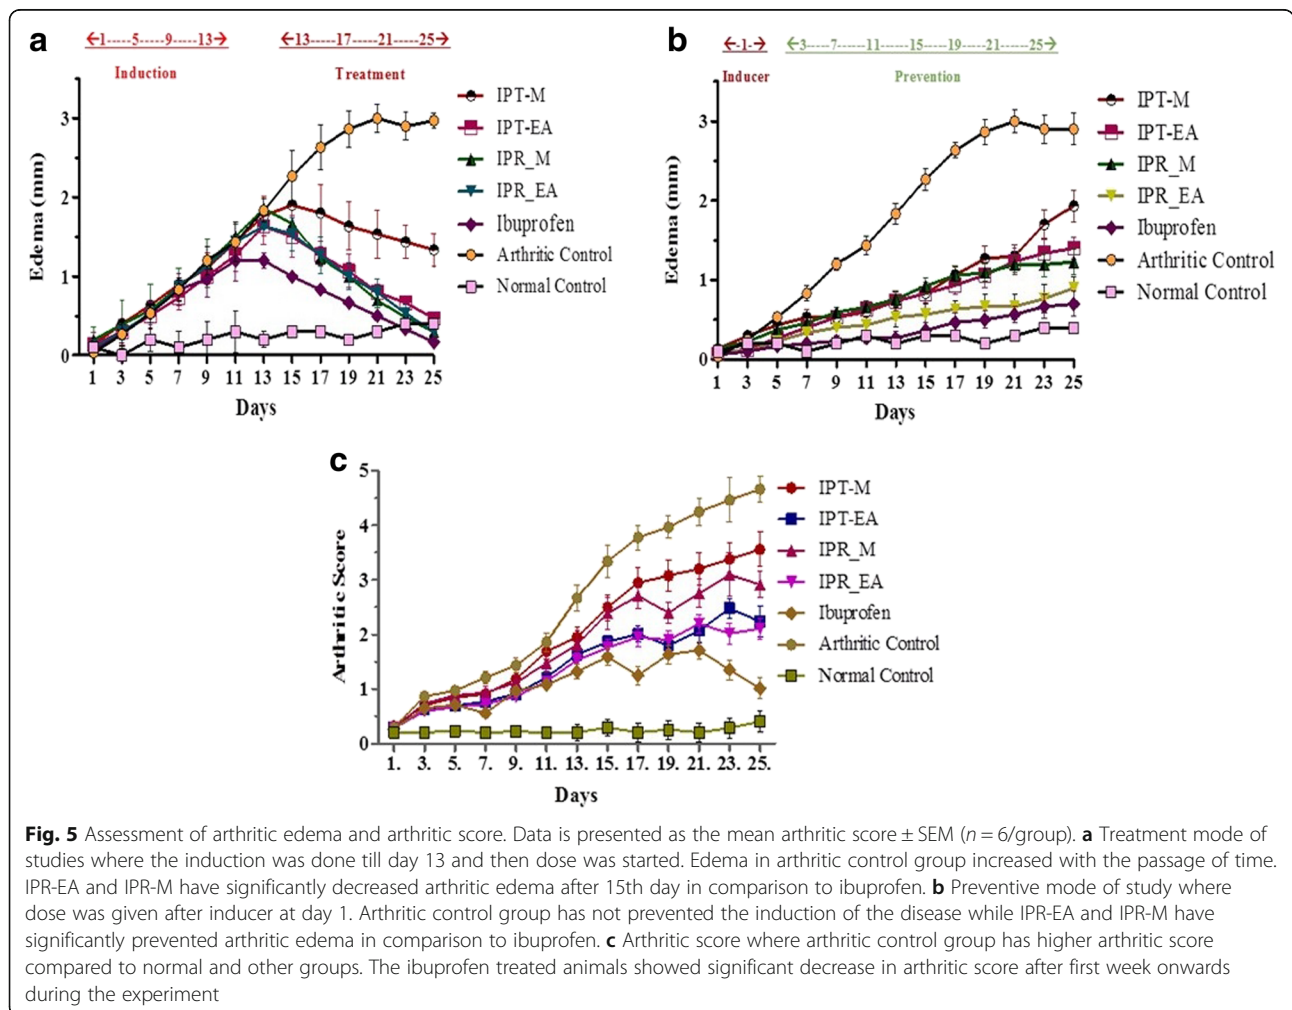 a
←1-----5-----9-----13→
←13-----17-----21-----25→
Induction
Treatment
Edema (mm)
3
2
1
0
1 3 5 7 9 11 13 15 17 19 21 23 25
Days
IPT-M
IPT-EA
IPR_M
IPR_EA
Ibuprofen
Arthritic Control
Normal Control
b
←-1-→
←3----7------11------15-----19-----21------25→
Inducer
Prevention
Edema (mm)
3
2
1
0
1 3 5 7 9 11 13 15 17 19 21 23 25
Days
IPT-M
IPT-EA
IPR_M
IPR_EA
Ibuprofen
Arthritic Control
Normal Control
c
Arthritic Score
5
4
3
2
1
0
1. 3. 5. 7. 9. 11. 13. 15. 17. 19. 21. 23. 25.
Days
IPT-M
IPT-EA
IPR_M
IPR_EA
Ibuprofen
Arthritic Control
Normal Control
Fig. 5 Assessment of arthritic edema and arthritic score. Data is presented as the mean arthritic score ± SEM (n = 6/group). a Treatment mode of
studies where the induction was done till day 13 and then dose was started. Edema in arthritic control group increased with the passage of time.
IPR-EA and IPR-M have significantly decreased arthritic edema after 15th day in comparison to ibuprofen. b Preventive mode of study where
dose was given after inducer at day 1. Arthritic control group has not prevented the induction of the disease while IPR-EA and IPR-M have
significantly prevented arthritic edema in comparison to ibuprofen. c Arthritic score where arthritic control group has higher arthritic score
compared to normal and other groups. The ibuprofen treated animals showed significant decrease in arthritic score after first week onwards
during the experiment